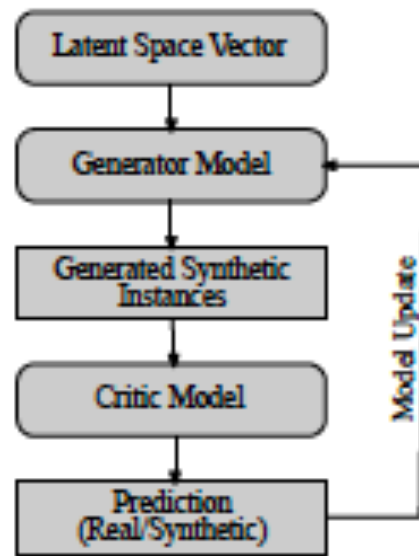 Latent Space Vector
Generator Model
Generated Synthetic
Instances
Critic Model
Prediction
(Real/Synthetic)
Model Update